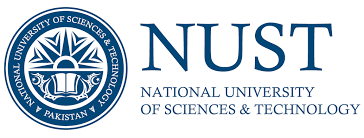 NATIONAL UNIVERSITY OF SCIENCES & TECHNOLOGY
PAKISTAN
NUST
NATIONAL UNIVERSITY
OF SCIENCES & TECHNOLOGY